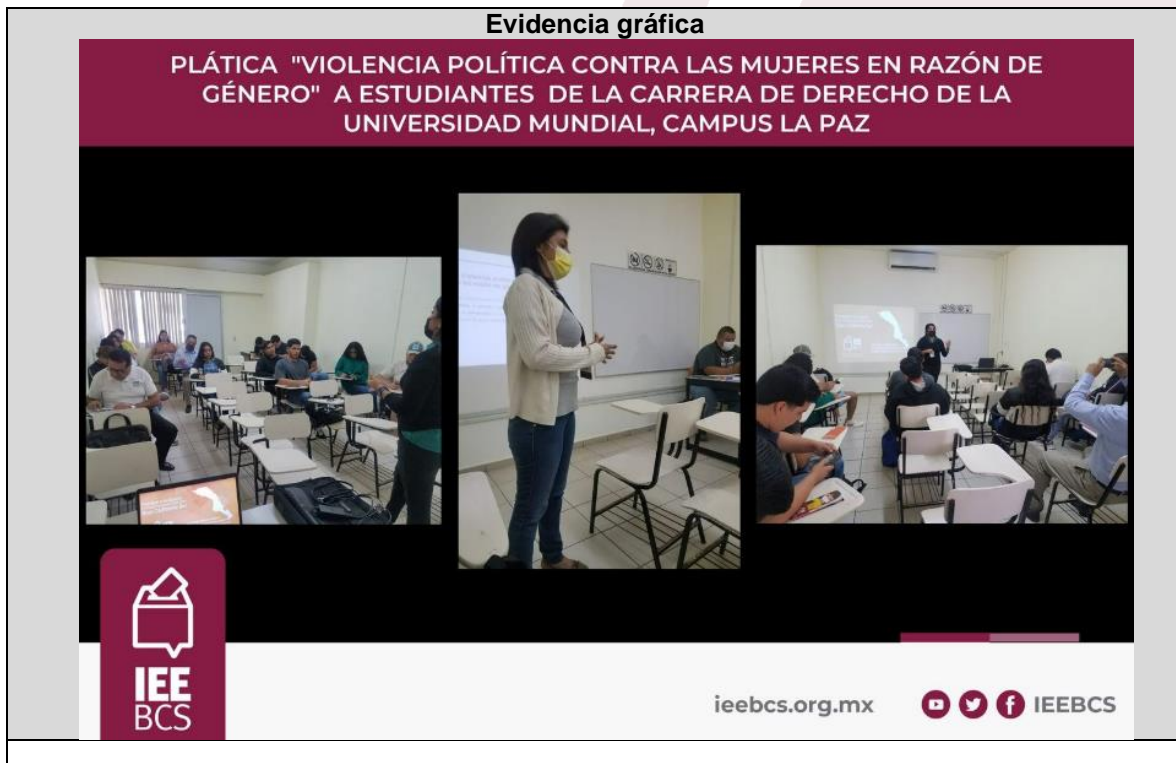 Evidencia gráfica
PLÁTICA "VIOLENCIA POLÍTICA CONTRA LAS MUJERES EN RAZÓN DE
GÉNERO" A ESTUDIANTES DE LA CARRERA DE DERECHO DE LA
UNIVERSIDAD MUNDIAL, CAMPUS LA PAZ
IEE
BCS
ieebcs.org.mx
IEEBCS